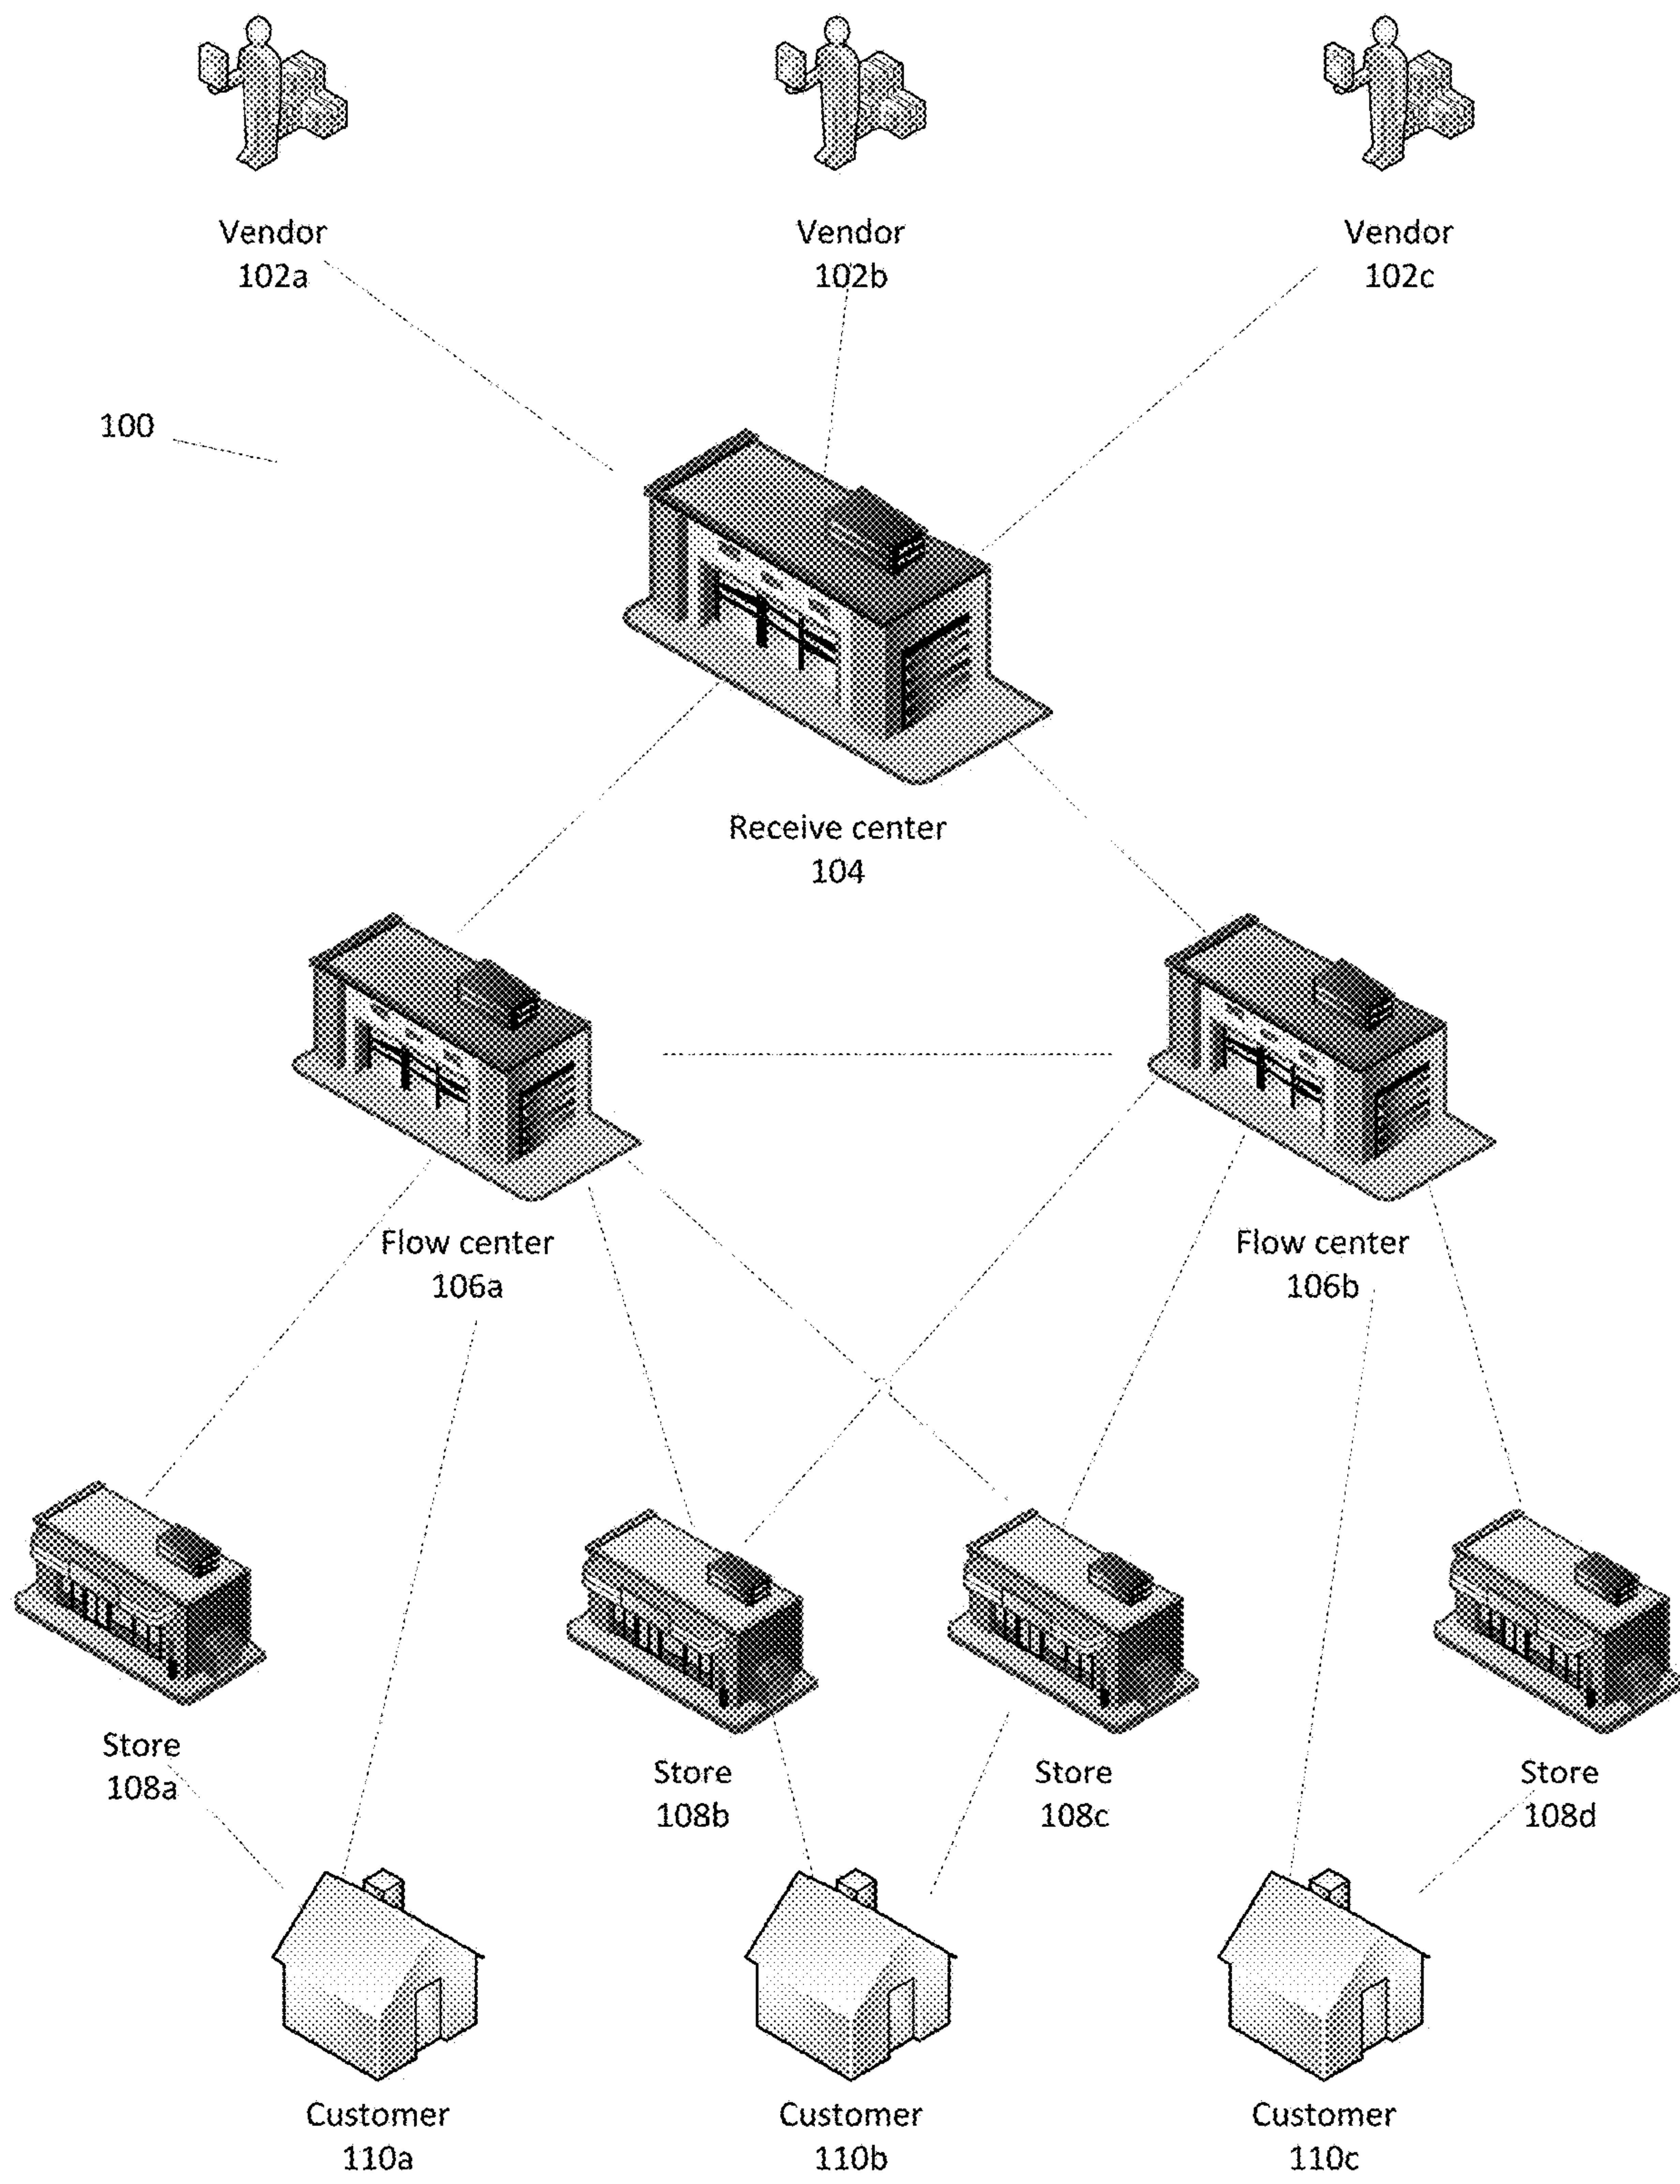 Vendor
102a
Vendor
102b
Vendor
102c
100
Receive center
104
Flow center
106a
Flow center
106b
Store
108a
Store
108b
Store
108c
Store
108d
Customer
110a
Customer
110b
Customer
110c